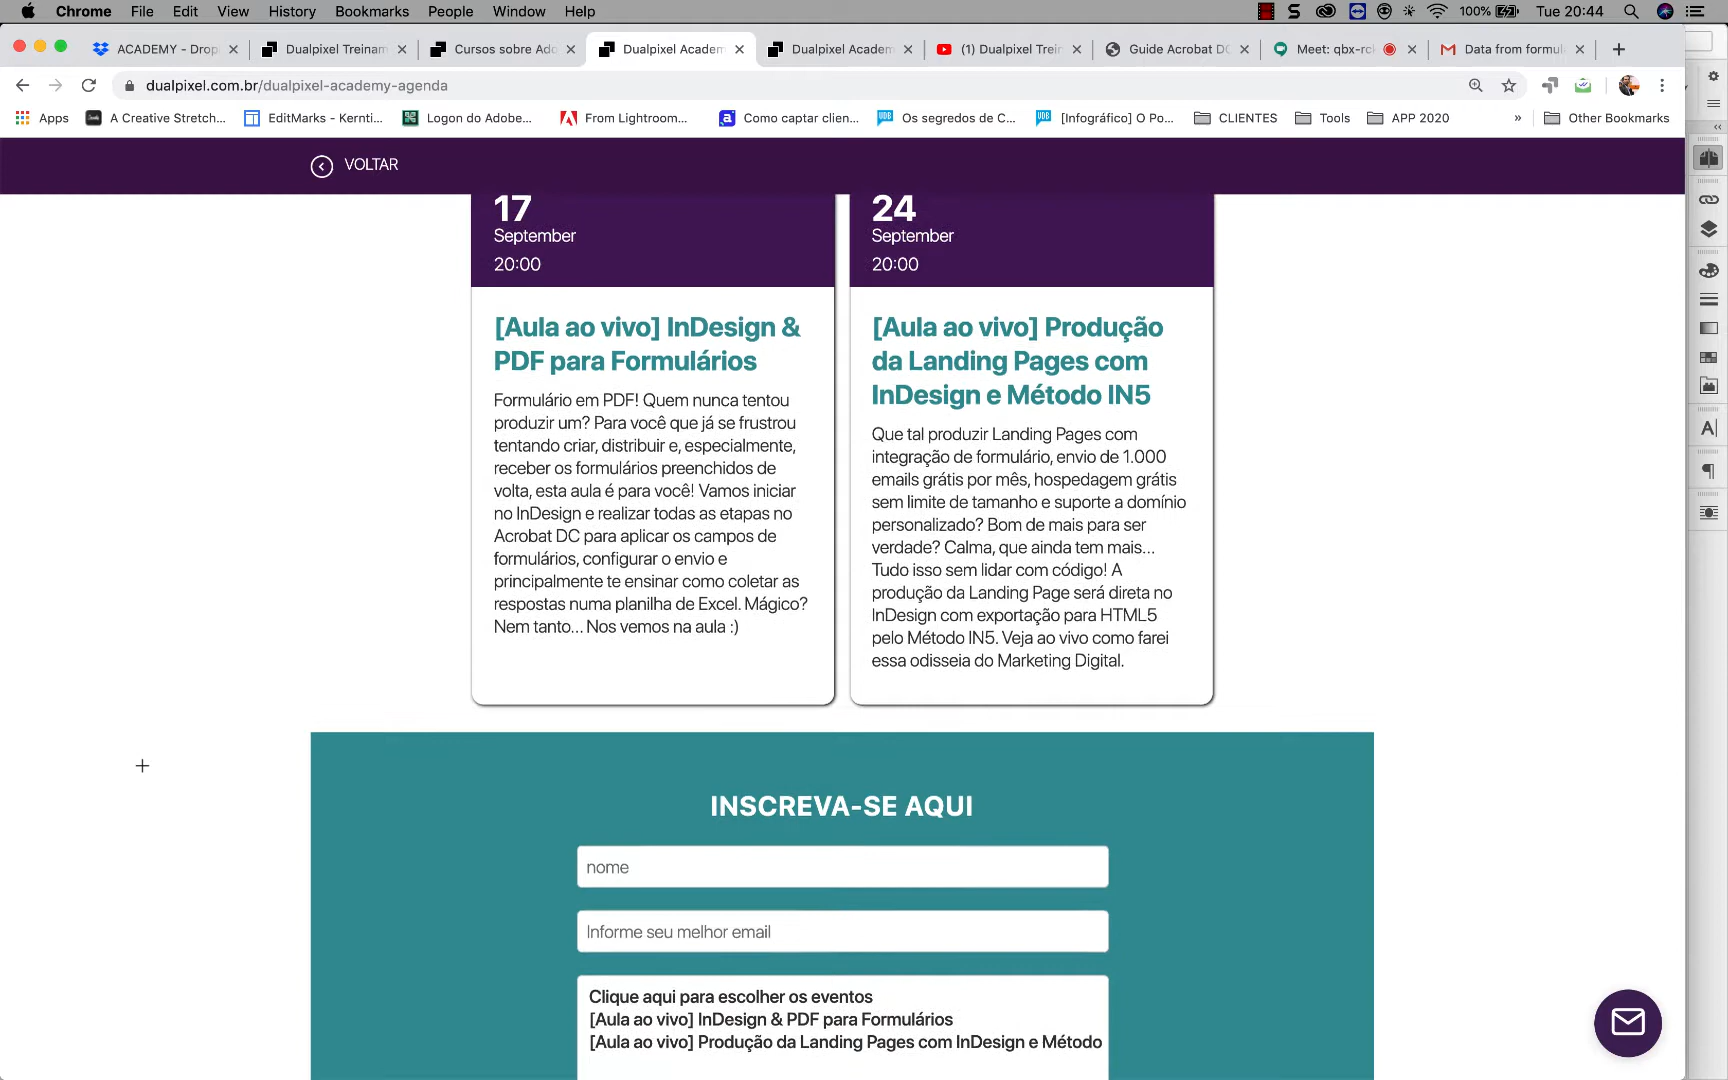 Chrome File Edit View History Bookmarks People Window Help 100% Tue 20:44
ACADEMY - Drop Dualpixel Treinam Cursos sobre Ado Dualpixel Academ Dualpixel Academ (1) Dualpixel Trein Guide Acrobat DC Meet: qbx-rck Data from formul
dualpixel.com.br/dualpixel-academy-agenda
Apps A Creative Stretch... EditMarks - Kernti... Logon do Adobe... From Lightroom... Como captar clien... Os segredos de C... [Infográfico] O Po... CLIENTES Tools APP 2020 » Other Bookmarks
VOLTAR
17
September
20:00
[Aula ao vivo] InDesign &
PDF para Formulários
Formulário em PDF! Quem nunca tentou
produzir um? Para você que já se frustrou
tentando criar, distribuir e, especialmente,
receber os formulários preenchidos de
volta, esta aula é para você! Vamos iniciar
no InDesign e realizar todas as etapas no
Acrobat DC para aplicar os campos de
formulários, configurar o envio e
principalmente te ensinar como coletar as
respostas numa planilha de Excel. Mágico?
Nem tanto... Nos vemos na aula :)
24
September
20:00
[Aula ao vivo] Produção
da Landing Pages com
InDesign e Método IN5
Que tal produzir Landing Pages com
integração de formulário, envio de 1.000
emails grátis por mês, hospedagem grátis
sem limite de tamanho e suporte a domínio
personalizado? Bom de mais para ser
verdade? Calma, que ainda tem mais...
Tudo isso sem lidar com código! A
produção da Landing Page será direta no
InDesign com exportação para HTML5
pelo Método IN5. Veja ao vivo como farei
essa odisseia do Marketing Digital.
INSCREVA-SE AQUI
nome
Informe seu melhor email
Clique aqui para escolher os eventos
[Aula ao vivo] InDesign & PDF para Formulários
[Aula ao vivo] Produção da Landing Pages com InDesign e Método